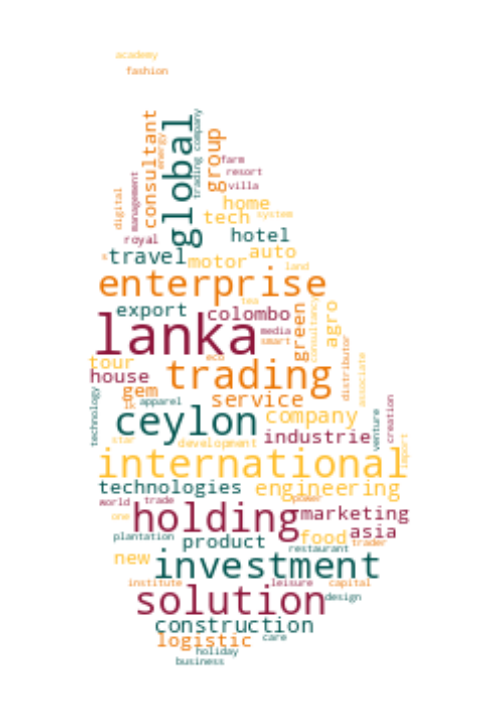 academy
fashion
global
trading company
consultant
energy
group
farm
resort
villa
management
digital
home
tech
system
royal
hotel
travel
auto
motor
land
enterprise
tea
export
colombo
green
consultancy
agro
lanka
media
smart
distributor
eco
tour
house
trading
associate
gem
lk
apparel
service
technology
ceylon
company
venture
creation
star
development
industrie
import
international
technologies
engineering
world
trade
power
holding
marketing
one
asia
plantation
product
food
trader
restaurant
new
investment
institute
leisure
capital
solution
design
construction
logistic
care
holiday
business